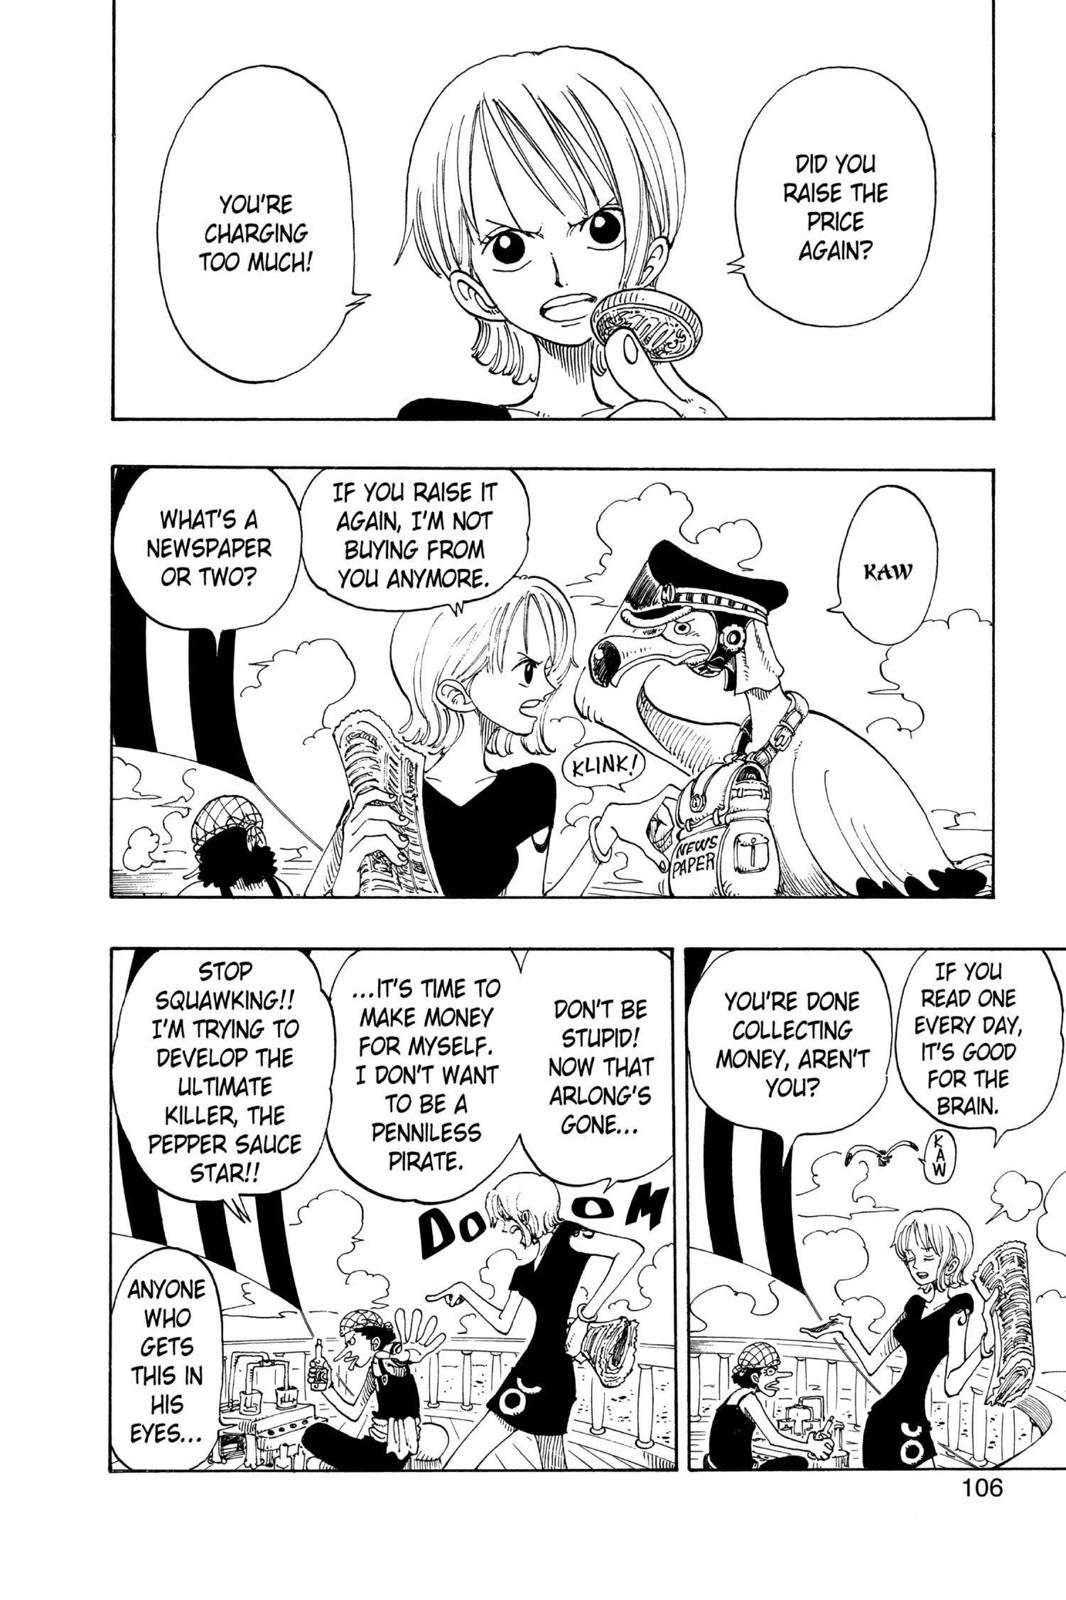 DID YOU
RAISE THE
PRICE
AGAIN?
YOU'RE
CHARGING
TOO MUCH!
KAW
IF YOU RAISE IT
AGAIN, I'M NOT
BUYING FROM
YOU ANYMORE.
WHAT'S A
NEWSPAPER
OR TWO?
KLINK!
NEWS
PAPER
IF YOU
READ ONE
EVERY DAY,
IT'S GOOD
FOR THE
BRAIN.
YOU'RE DONE
COLLECTING
MONEY, AREN'T
YOU?
KAW
DON'T BE
STUPID!
NOW THAT
ARLONG'S
GONE...
...IT'S TIME TO
MAKE MONEY
FOR MYSELF.
I DON'T WANT
TO BE A
PENNILESS
PIRATE.
DOOM
STOP
SQUAWKING!!
I'M TRYING TO
DEVELOP THE
ULTIMATE
KILLER, THE
PEPPER SAUCE
STAR!!
ANYONE
WHO
GETS
THIS IN
HIS
EYES...
106